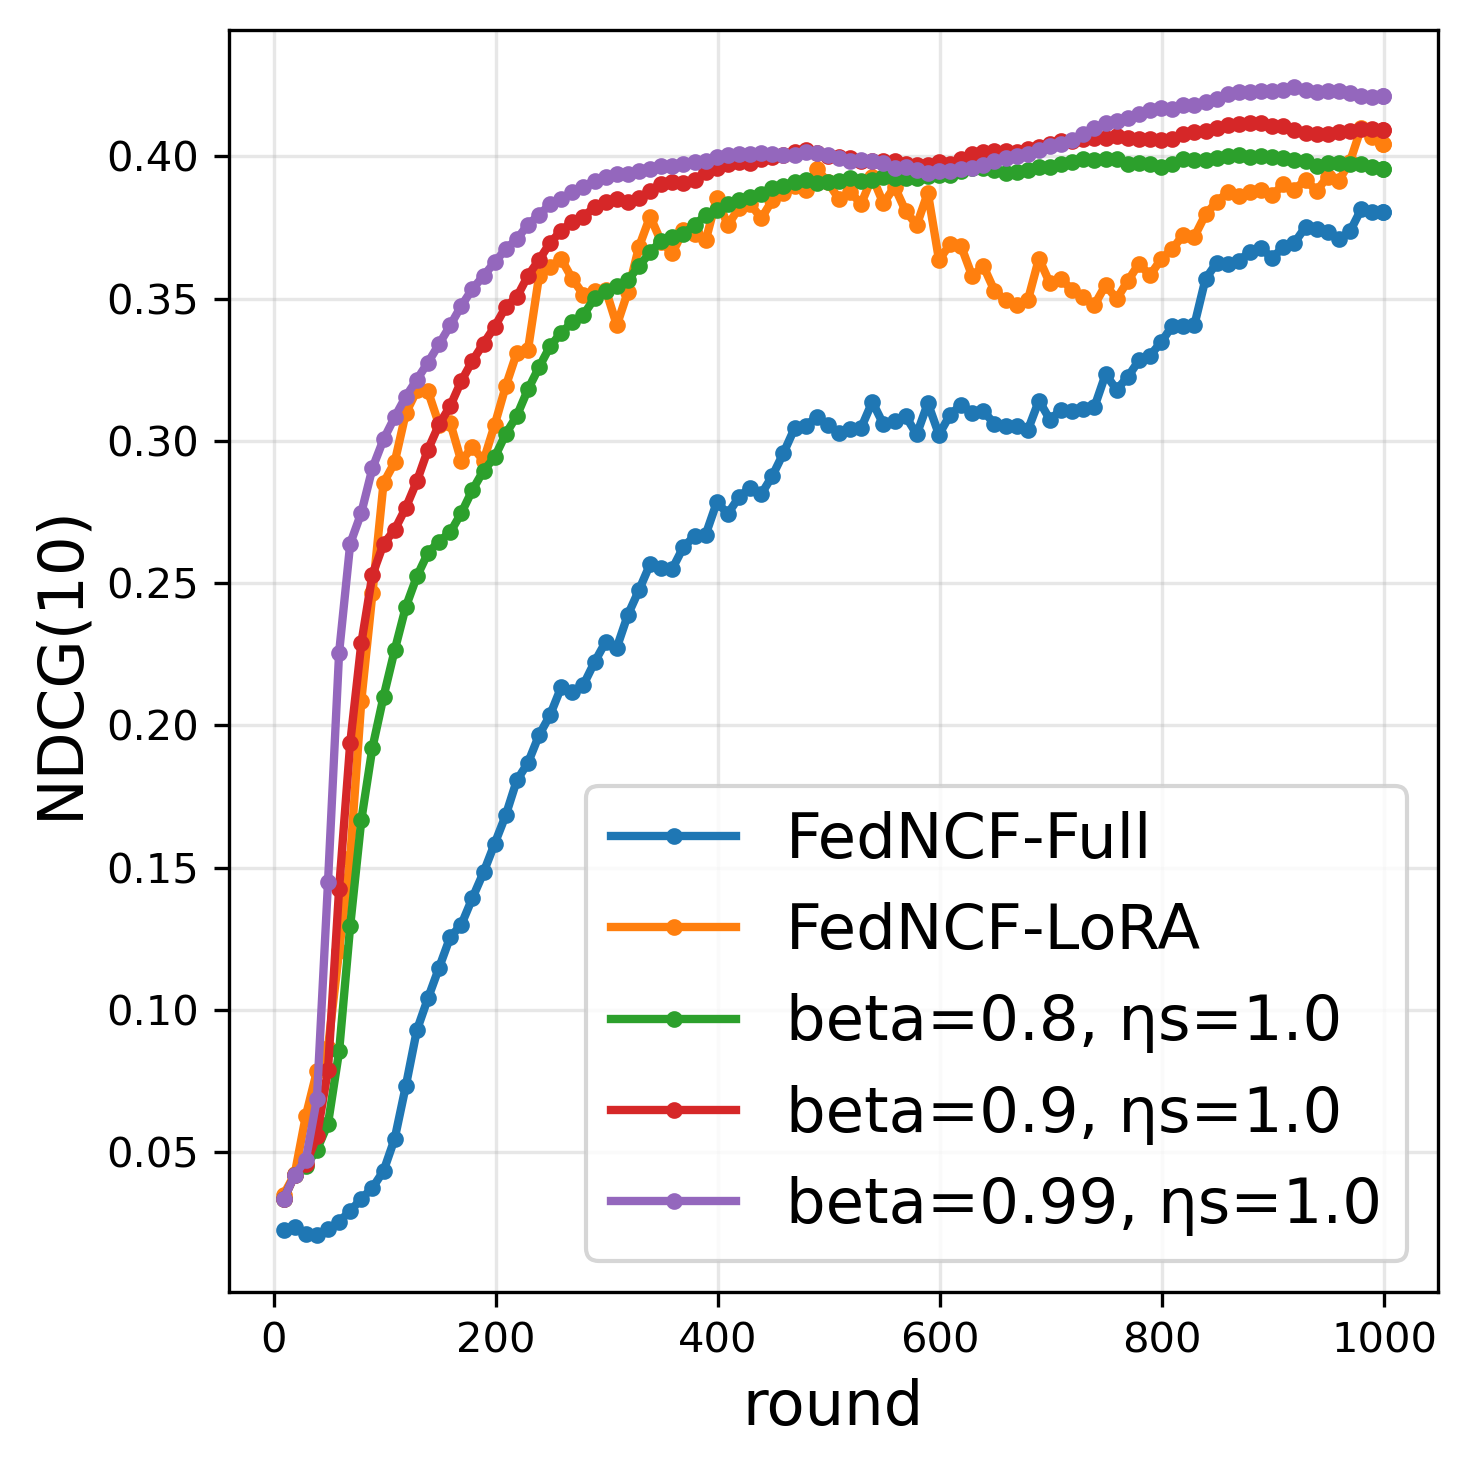 NDCG(10)
0.40
0.35
0.30
0.25
0.20
0.15
0.10
0.05
FedNCF-Full
FedNCF-LoRA
beta=0.8, ηs=1.0
beta=0.9, ηs=1.0
beta=0.99, ηs=1.0
0 200 400 600 800 1000
round